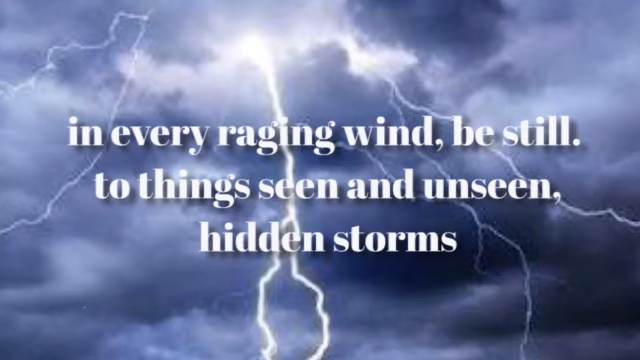 in every raging wind, be still.
to things seen and unseen,
hidden storms